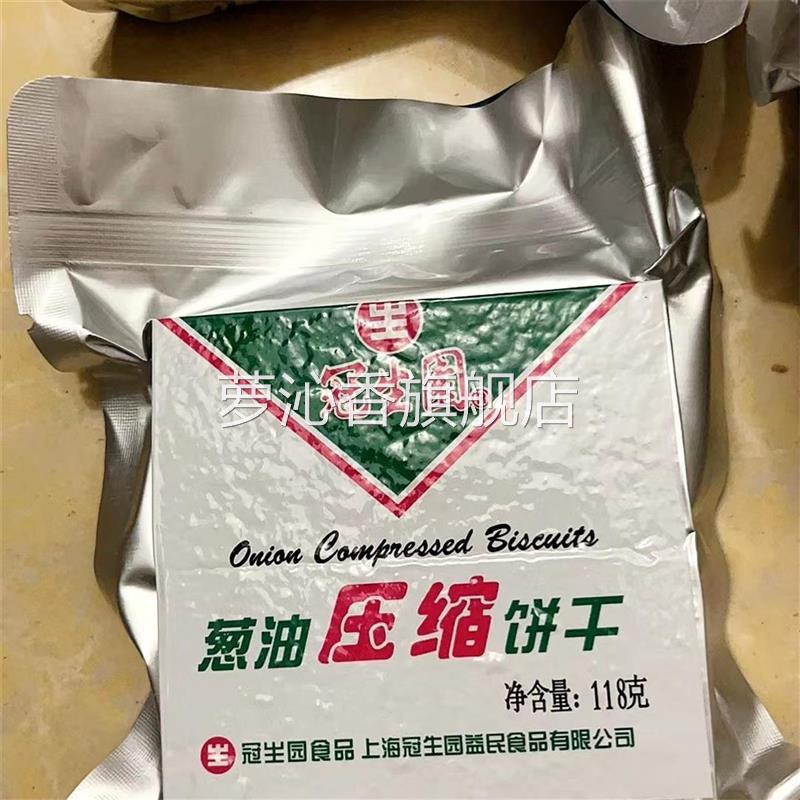 生
冠生園
萝沁香旗舰店
Onion Compressed Biscuits
葱油压缩饼干
净含量：118克
生 冠生园食品 上海冠生园益民食品有限公司